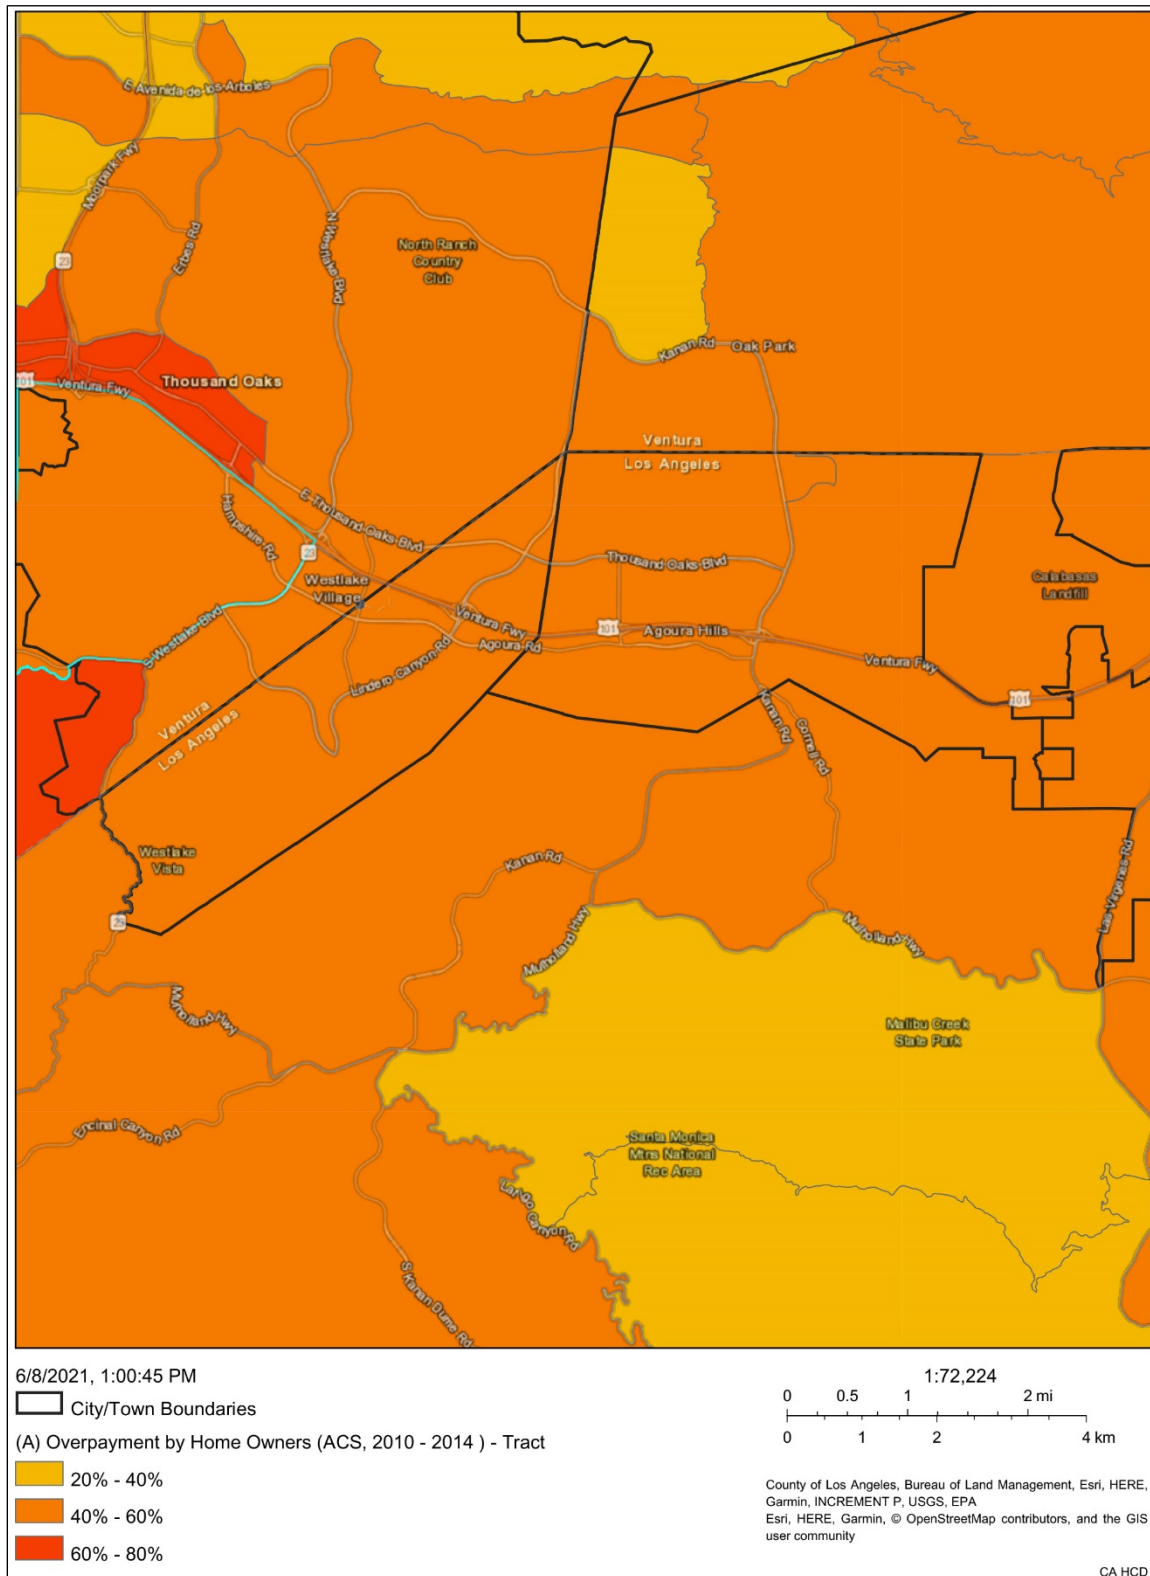 E Avenida de los Arboles
Moorpark Fwy
Erbes Rd
N Westlake Blvd
23
North Ranch
Country
Club
Kanan Rd
Oak Park
101
Ventura Fwy
Thousand Oaks
Ventura
Los Angeles
Hampshire Rd
E Thousand Oaks Blvd
23
Thousand Oaks Blvd
Westlake
Village
Calabasas
Landfill
S Westlake Blvd
Ventura Fwy
Agoura Rd
101
Agoura Hills
Ventura Fwy
Lindero Canyon Rd
101
Ventura
Los Angeles
Kanan Rd
Cornell Rd
Westlake
Vista
Kanan Rd
Las Virgenes Rd
23
Mulholland Hwy
Mulholland Hwy
Mulholland Hwy
Malibu Creek
State Park
Encinal Canyon Rd
Santa Monica
Mtns National
Rec Area
Latigo Canyon Rd
S Kanan Dume Rd
6/8/2021, 1:00:45 PM
City/Town Boundaries
(A) Overpayment by Home Owners (ACS, 2010 - 2014 ) - Tract
20% - 40%
40% - 60%
60% - 80%
1:72,224
0 0.5 1 2 mi
0 1 2 4 km
County of Los Angeles, Bureau of Land Management, Esri, HERE,
Garmin, INCREMENT P, USGS, EPA
Esri, HERE, Garmin, © OpenStreetMap contributors, and the GIS
user community
CA HCD